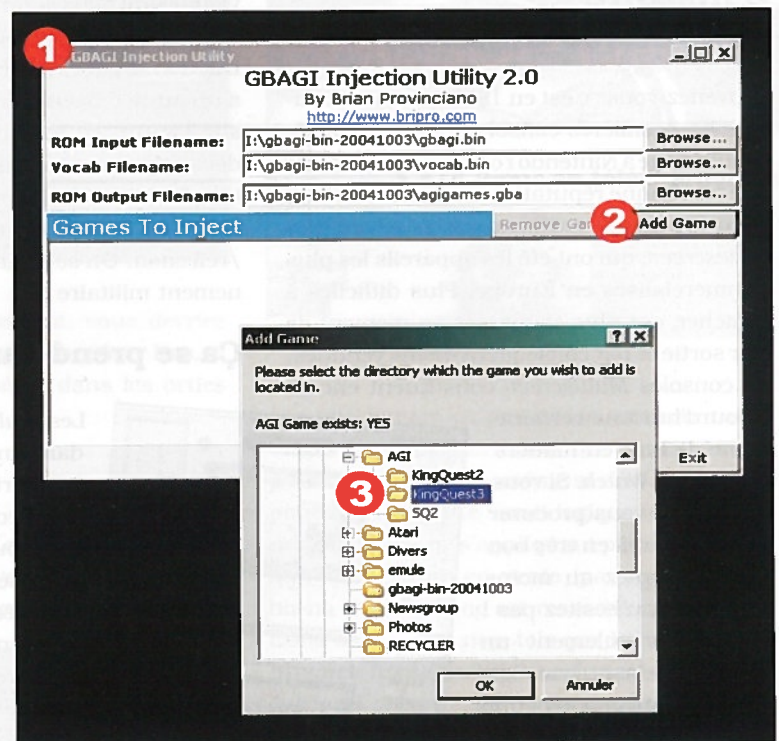 1
GBAGI Injection Utility
GBAGI Injection Utility 2.0
By Brian Provinciano
http://www.bripro.com
ROM Input Filename: I:\gbagi-bin-20041003\gbagi.bin Browse...
Vocab Filename: I:\gbagi-bin-20041003\vocab.bin Browse...
ROM Output Filename: I:\gbagi-bin-20041003\agigames.gba Browse...
Games To Inject Remove 2 Add Game
Add Game
Please select the directory which the game you wish to add is
located in.
AGI Game exists: YES
AGI
KingQuest2
3 KingQuest3
SQ2
Atari
Divers
emule
gbagi-bin-20041003
Newsgroup
Photos
RECYCLER
OK Annuler
Exit